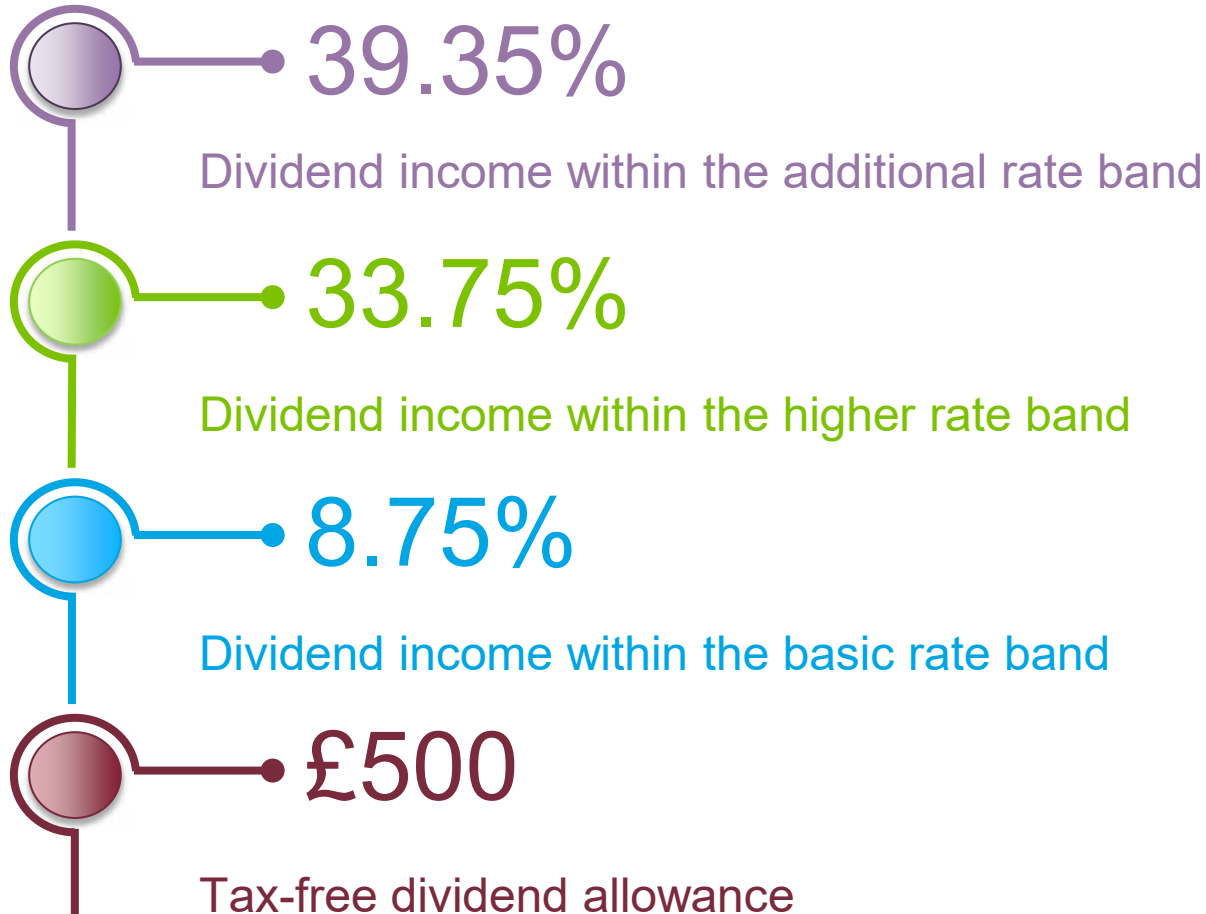 39.35%
Dividend income within the additional rate band
33.75%
Dividend income within the higher rate band
8.75%
Dividend income within the basic rate band
£500
Tax-free dividend allowance